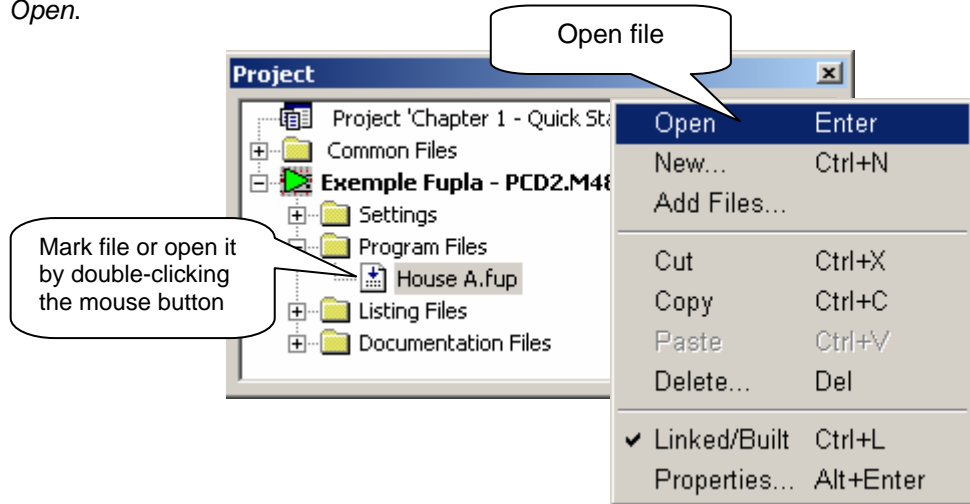 Open.
Open file
Project
Project 'Chapter 1 - Quick Sta
Common Files
Exemple Fupla - PCD2.M48
Settings
Program Files
House A.fup
Listing Files
Documentation Files
Mark file or open it
by double-clicking
the mouse button
Open Enter
New... Ctrl+N
Add Files...
Cut Ctrl+X
Copy Ctrl+C
Paste Ctrl+V
Delete... Del
Linked/Built Ctrl+L
Properties... Alt+Enter